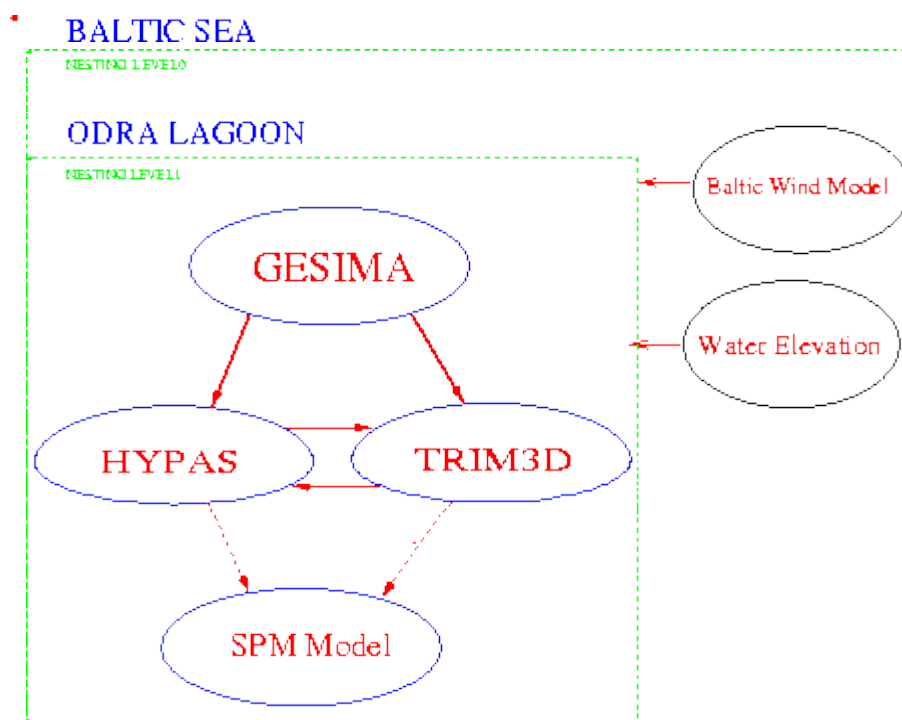 BALTIC SEA
NESTING LEVEL0
ODRA LAGOON
NESTING LEVEL1
Baltic Wind Model
GESIMA
Water Elevation
HYPAS
TRIM3D
SPM Model